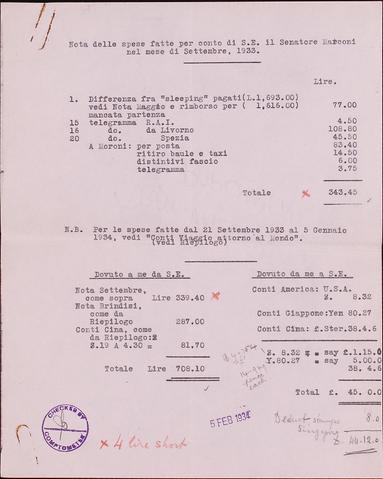 Nota delle spese fatte per conto di S.E. il Senatore Marconi
nel mese di Settembre, 1933.
Lire.
1. Differenza fra "sleeping" pagati(L.1,693.00)
vedi Nota Maggio e rimborso per ( 1,616.00) 77.00
mancata partenza
15 telegramma R.A.I. 4.50
16 do. da Livorno 108.80
20 do. Spezia 45.50
A Moroni: per posta 83.40
ritiro baule e taxi 14.50
distintivi fascio 6.00
telegramma 3.75
Totale x 343.45
N.B. Per le spese fatte dal 21 Settembre 1933 al 5 Gennaio
1934, vedi "Conti Viaggio attorno al Mondo".
(vedi Riepilogo)
Dovuto a me da S.E.
Nota Settembre,
come sopra Lire 339.40 x
Nota Brindisi,
come da
Riepilogo 287.00
Conti Cina, come
da Riepilogo:£
£.19 A 4.30 = 81.70
Totale Lire 708.10
Dovuto da me a S.E.
Conti America: U.S.A.
$. 8.32
Conti Giappone:Yen 80.27
Conti Cina: £.Ster.38.4.6
$. 8.32 = say £.1.15.0
Y.80.27 = say 5.00.0
38. 4.6
Total £ 45. 0.0
Deduct 8.0
£ 44.12.0
CHECKED BY
COMPTOMETER
x 4 lire short
5 FEB 1934
each